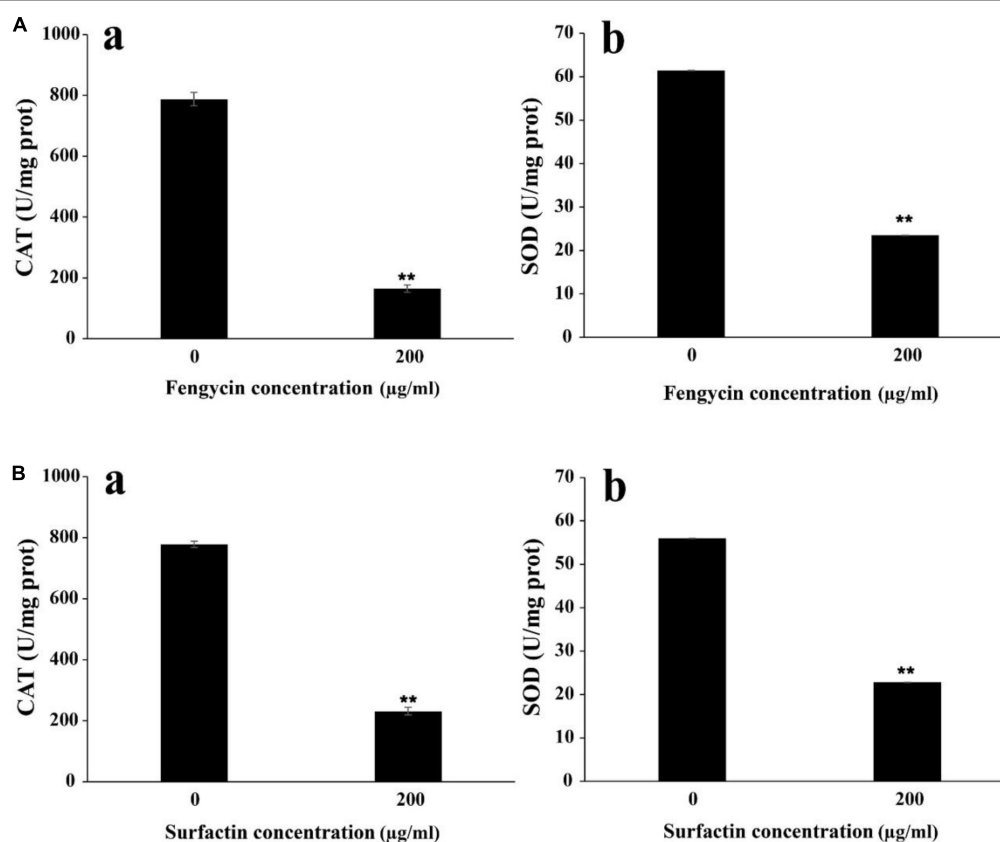 A
a
1000
800
600
400
200
0
CAT (U/mg prot)
**
0 200
Fengycin concentration (µg/ml)
b
70
60
50
40
30
20
10
0
SOD (U/mg prot)
**
0 200
Fengycin concentration (µg/ml)
B
a
1000
800
600
400
200
0
CAT (U/mg prot)
**
0 200
Surfactin concentration (µg/ml)
b
70
60
50
40
30
20
10
0
SOD (U/mg prot)
**
0 200
Surfactin concentration (µg/ml)